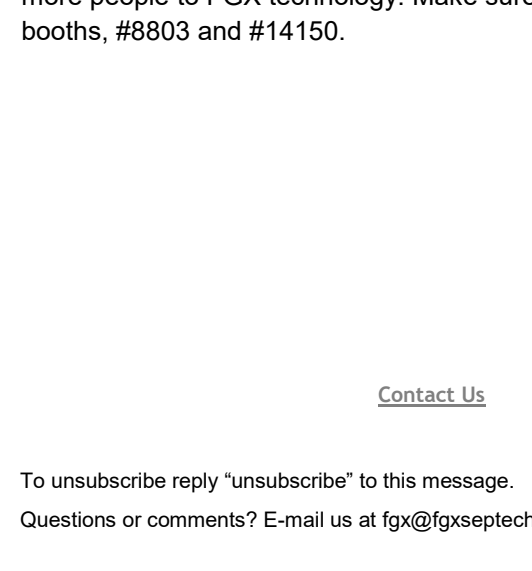 more people to FGX technology. Make sure
booths, #8803 and #14150.
Contact Us
To unsubscribe reply “unsubscribe” to this message.
Questions or comments? E-mail us at fgx@fgxseptech